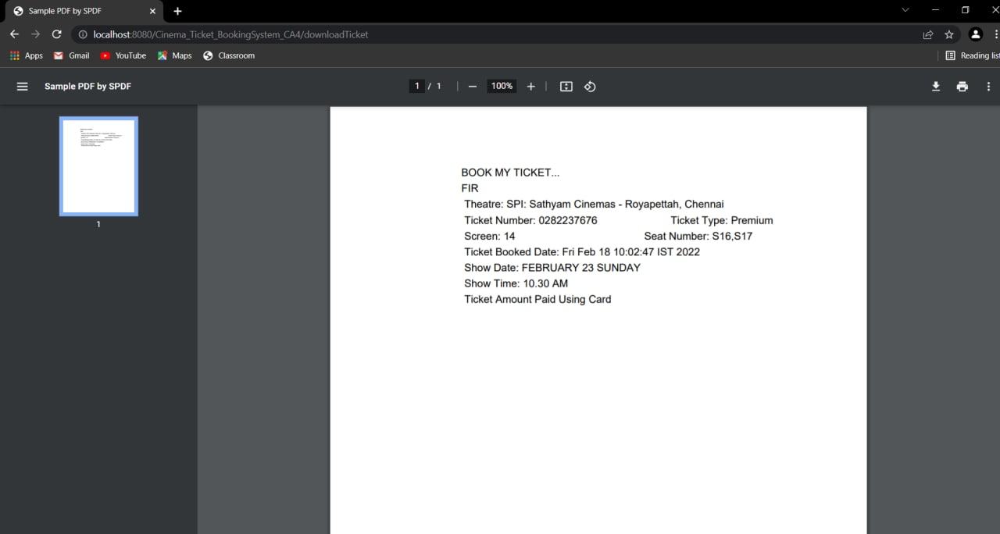 Sample PDF by SPDF
localhost:8080/Cinema_Ticket_BookingSystem_CA4/downloadTicket
Apps Gmail YouTube Maps Classroom Reading list
Sample PDF by SPDF 1 / 1 100%
BOOK MY TICKET...
FIR
Theatre: SPI: Sathyam Cinemas - Royapettah, Chennai
Ticket Number: 0282237676 Ticket Type: Premium
Screen: 14 Seat Number: S16,S17
Ticket Booked Date: Fri Feb 18 10:02:47 IST 2022
Show Date: FEBRUARY 23 SUNDAY
Show Time: 10.30 AM
Ticket Amount Paid Using Card
1